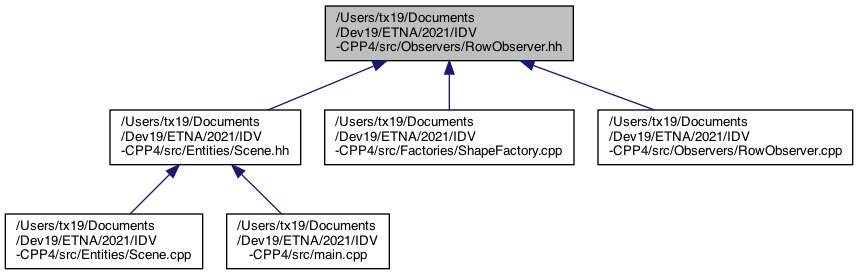 /Users/tx19/Documents
/Dev19/ETNA/2021/IDV
-CPP4/src/Observers/RowObserver.hh
/Users/tx19/Documents
/Dev19/ETNA/2021/IDV
-CPP4/src/Entities/Scene.hh
/Users/tx19/Documents
/Dev19/ETNA/2021/IDV
-CPP4/src/Factories/ShapeFactory.cpp
/Users/tx19/Documents
/Dev19/ETNA/2021/IDV
-CPP4/src/Observers/RowObserver.cpp
/Users/tx19/Documents
/Dev19/ETNA/2021/IDV
-CPP4/src/Entities/Scene.cpp
/Users/tx19/Documents
/Dev19/ETNA/2021/IDV
-CPP4/src/main.cpp